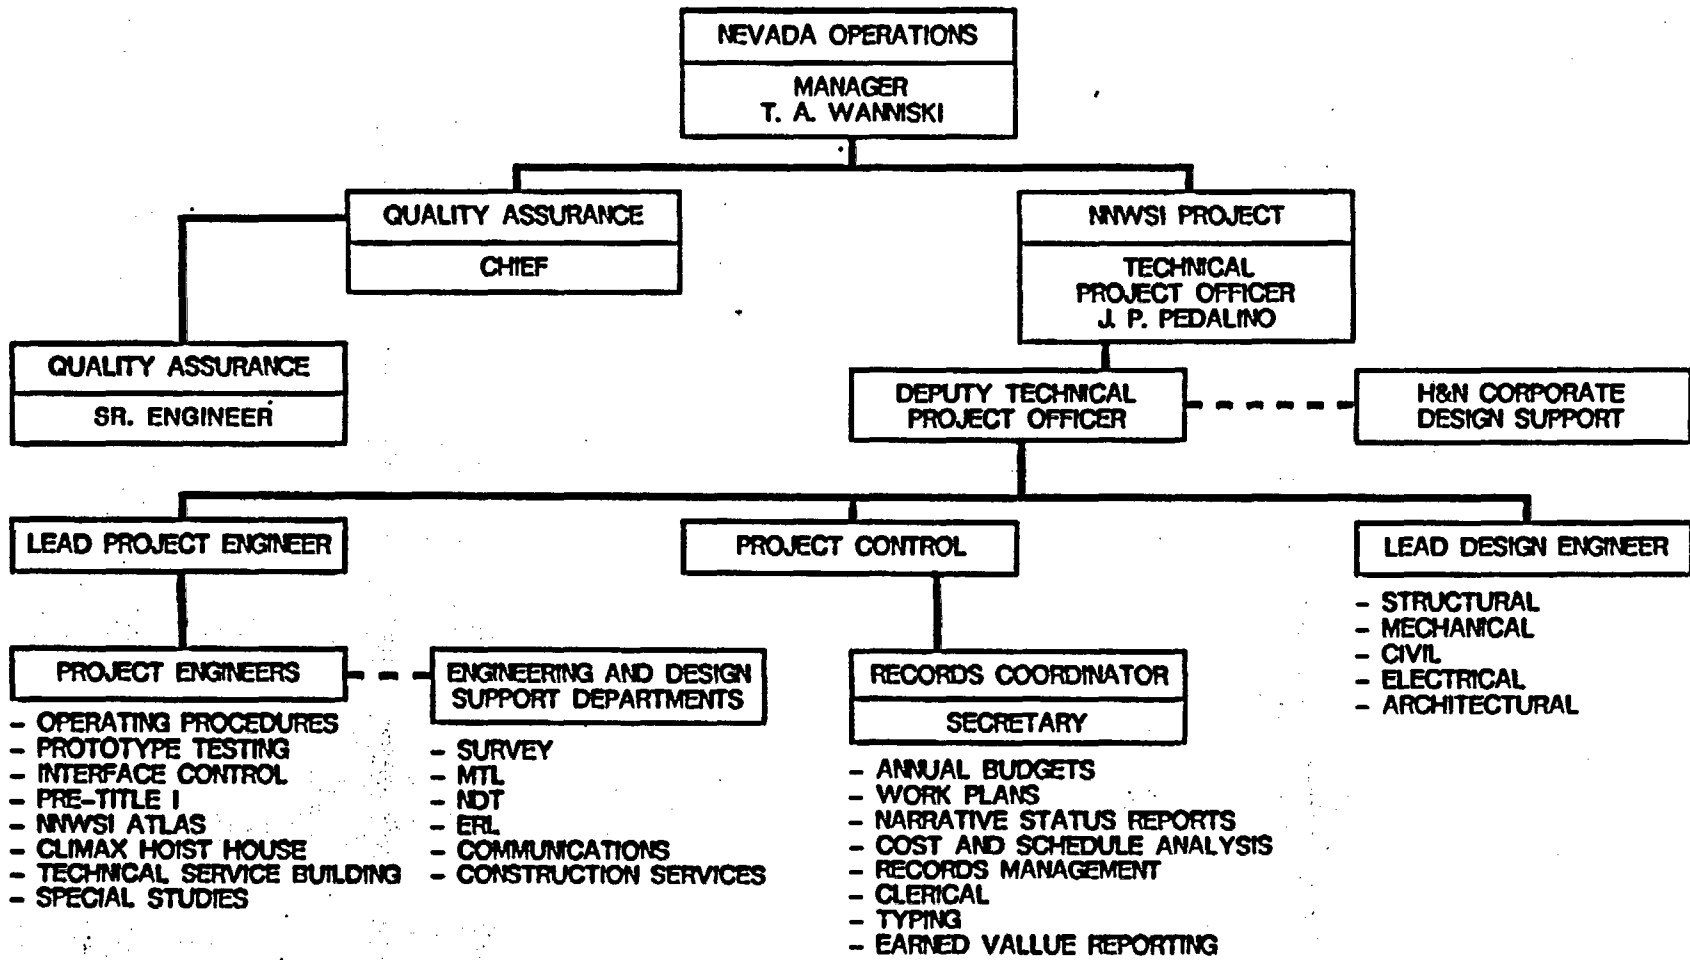 NEVADA OPERATIONS
MANAGER
T. A. WANNISKI
QUALITY ASSURANCE
CHIEF
NNWSI PROJECT
TECHNICAL
PROJECT OFFICER
J. P. PEDALINO
QUALITY ASSURANCE
SR. ENGINEER
DEPUTY TECHNICAL
PROJECT OFFICER
H&N CORPORATE
DESIGN SUPPORT
LEAD PROJECT ENGINEER
PROJECT CONTROL
LEAD DESIGN ENGINEER
- STRUCTURAL
- MECHANICAL
- CIVIL
- ELECTRICAL
- ARCHITECTURAL
PROJECT ENGINEERS
- OPERATING PROCEDURES
- PROTOTYPE TESTING
- INTERFACE CONTROL
- PRE-TITLE I
- NNWSI ATLAS
- CLIMAX HOIST HOUSE
- TECHNICAL SERVICE BUILDING
- SPECIAL STUDIES
ENGINEERING AND DESIGN
SUPPORT DEPARTMENTS
- SURVEY
- MTL
- NDT
- ERL
- COMMUNICATIONS
- CONSTRUCTION SERVICES
RECORDS COORDINATOR
SECRETARY
- ANNUAL BUDGETS
- WORK PLANS
- NARRATIVE STATUS REPORTS
- COST AND SCHEDULE ANALYSIS
- RECORDS MANAGEMENT
- CLERICAL
- TYPING
- EARNED VALLUE REPORTING